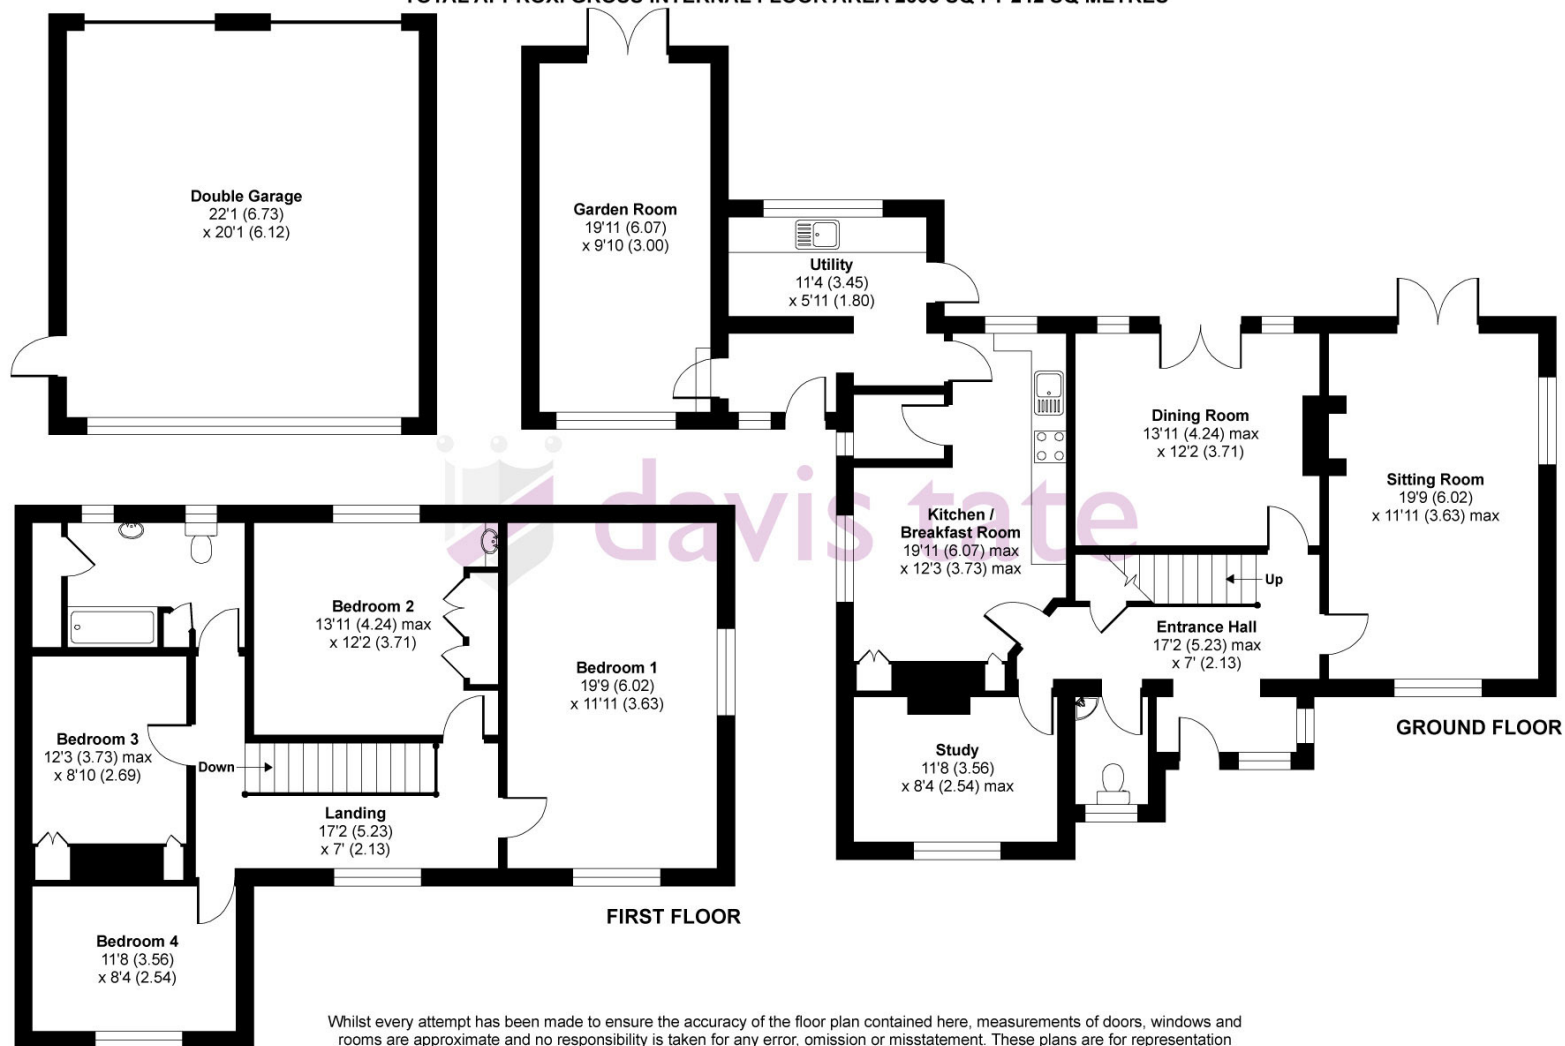 Double Garage
22'1 (6.73)
x 20'1 (6.12)
Garden Room
19'11 (6.07)
x 9'10 (3.00)
Utility
11'4 (3.45)
x 5'11 (1.80)
Dining Room
13'11 (4.24) max
x 12'2 (3.71)
Sitting Room
19'9 (6.02)
x 11'11 (3.63) max
Kitchen /
Breakfast Room
19'11 (6.07) max
x 12'3 (3.73) max
Up
Entrance Hall
17'2 (5.23) max
x 7' (2.13)
Study
11'8 (3.56)
x 8'4 (2.54) max
GROUND FLOOR
davis tate
Bedroom 2
13'11 (4.24) max
x 12'2 (3.71)
Bedroom 1
19'9 (6.02)
x 11'11 (3.63)
Bedroom 3
12'3 (3.73) max
x 8'10 (2.69)
Down
Landing
17'2 (5.23)
x 7' (2.13)
Bedroom 4
11'8 (3.56)
x 8'4 (2.54)
FIRST FLOOR
Whilst every attempt has been made to ensure the accuracy of the floor plan contained here, measurements of doors, windows and
rooms are approximate and no responsibility is taken for any error, omission or misstatement. These plans are for representation